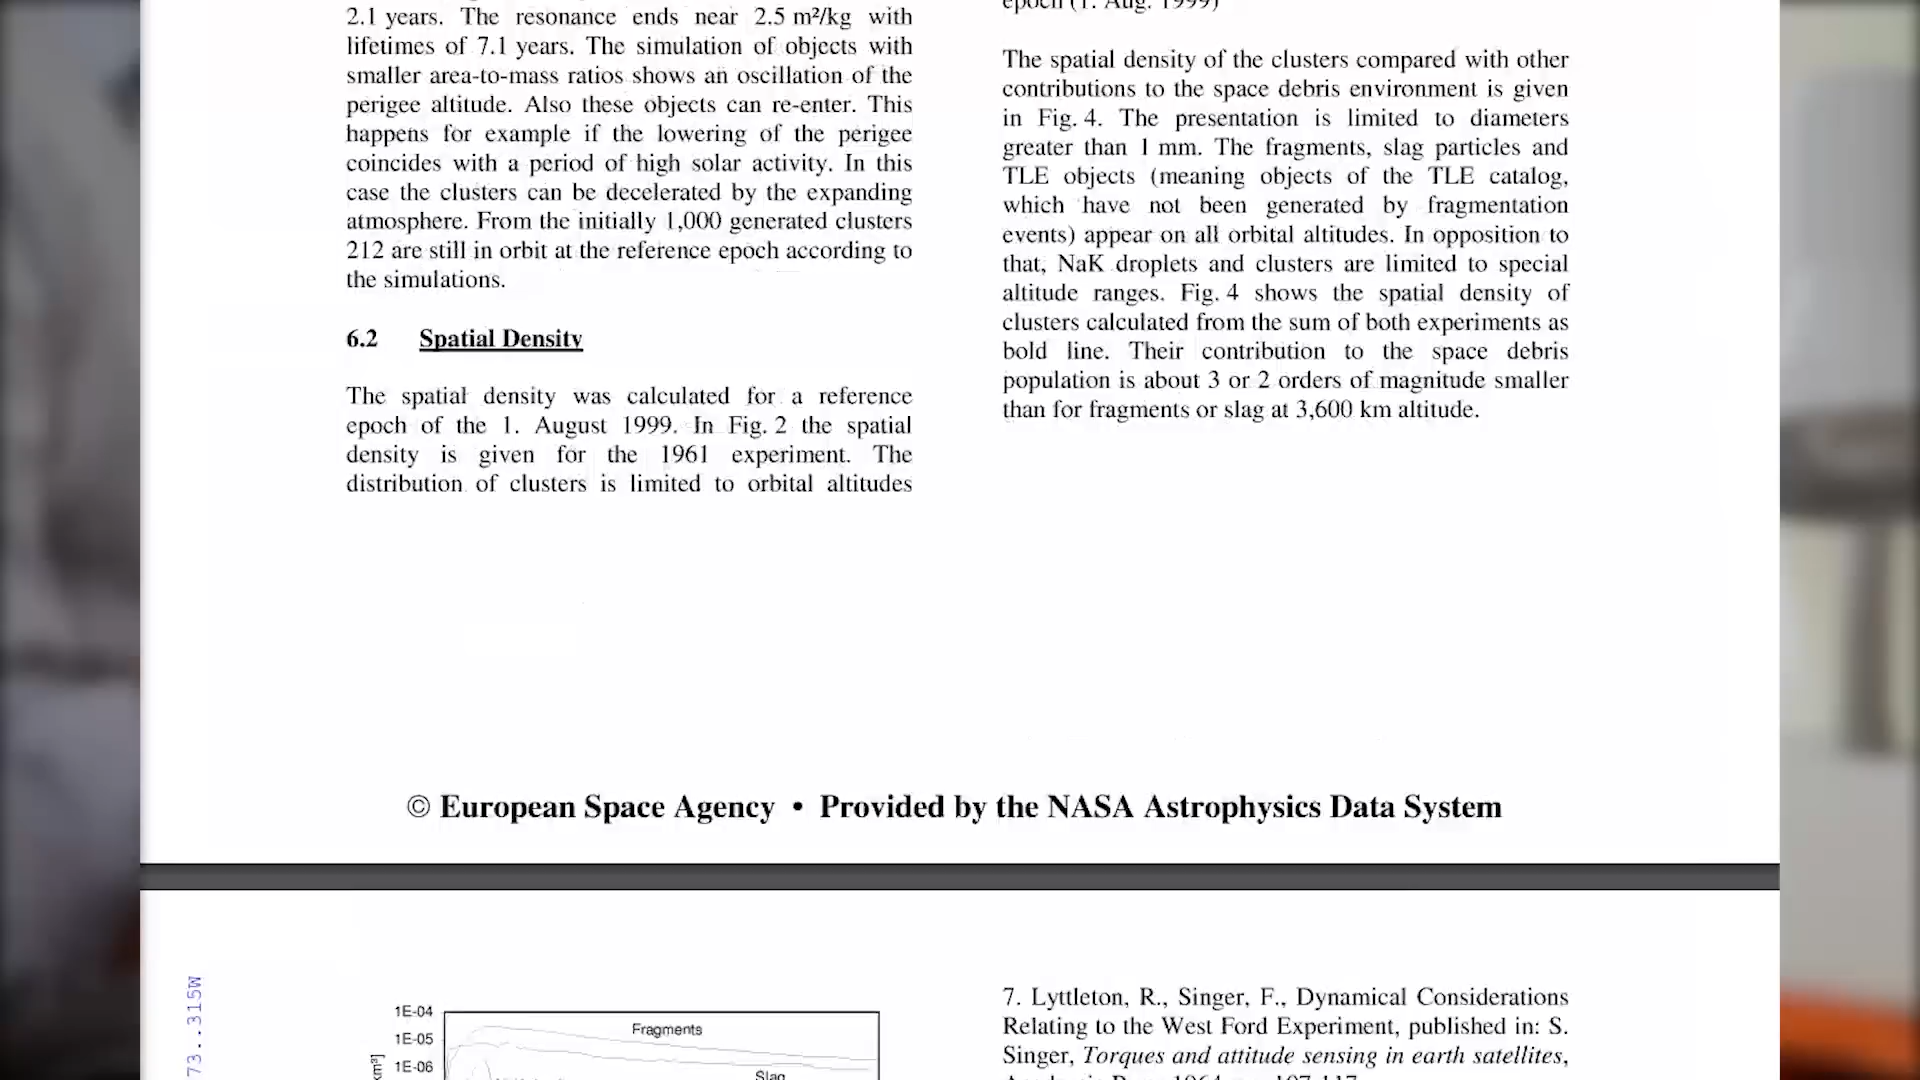 2.1 years. The resonance ends near 2.5 m²/kg with
lifetimes of 7.1 years. The simulation of objects with
smaller area-to-mass ratios shows an oscillation of the
perigee altitude. Also these objects can re-enter. This
happens for example if the lowering of the perigee
coincides with a period of high solar activity. In this
case the clusters can be decelerated by the expanding
atmosphere. From the initially 1,000 generated clusters
212 are still in orbit at the reference epoch according to
the simulations.
6.2 Spatial Density
The spatial density was calculated for a reference
epoch of the 1. August 1999. In Fig. 2 the spatial
density is given for the 1961 experiment. The
distribution of clusters is limited to orbital altitudes
epoch (1. Aug. 1999)
The spatial density of the clusters compared with other
contributions to the space debris environment is given
in Fig. 4. The presentation is limited to diameters
greater than 1 mm. The fragments, slag particles and
TLE objects (meaning objects of the TLE catalog,
which have not been generated by fragmentation
events) appear on all orbital altitudes. In opposition to
that, NaK droplets and clusters are limited to special
altitude ranges. Fig. 4 shows the spatial density of
clusters calculated from the sum of both experiments as
bold line. Their contribution to the space debris
population is about 3 or 2 orders of magnitude smaller
than for fragments or slag at 3,600 km altitude.
© European Space Agency • Provided by the NASA Astrophysics Data System
73..315W
1E-04
1E-05
1E-06
km³]
Fragments
Slag
7. Lyttleton, R., Singer, F., Dynamical Considerations
Relating to the West Ford Experiment, published in: S.
Singer, Torques and attitude sensing in earth satellites,